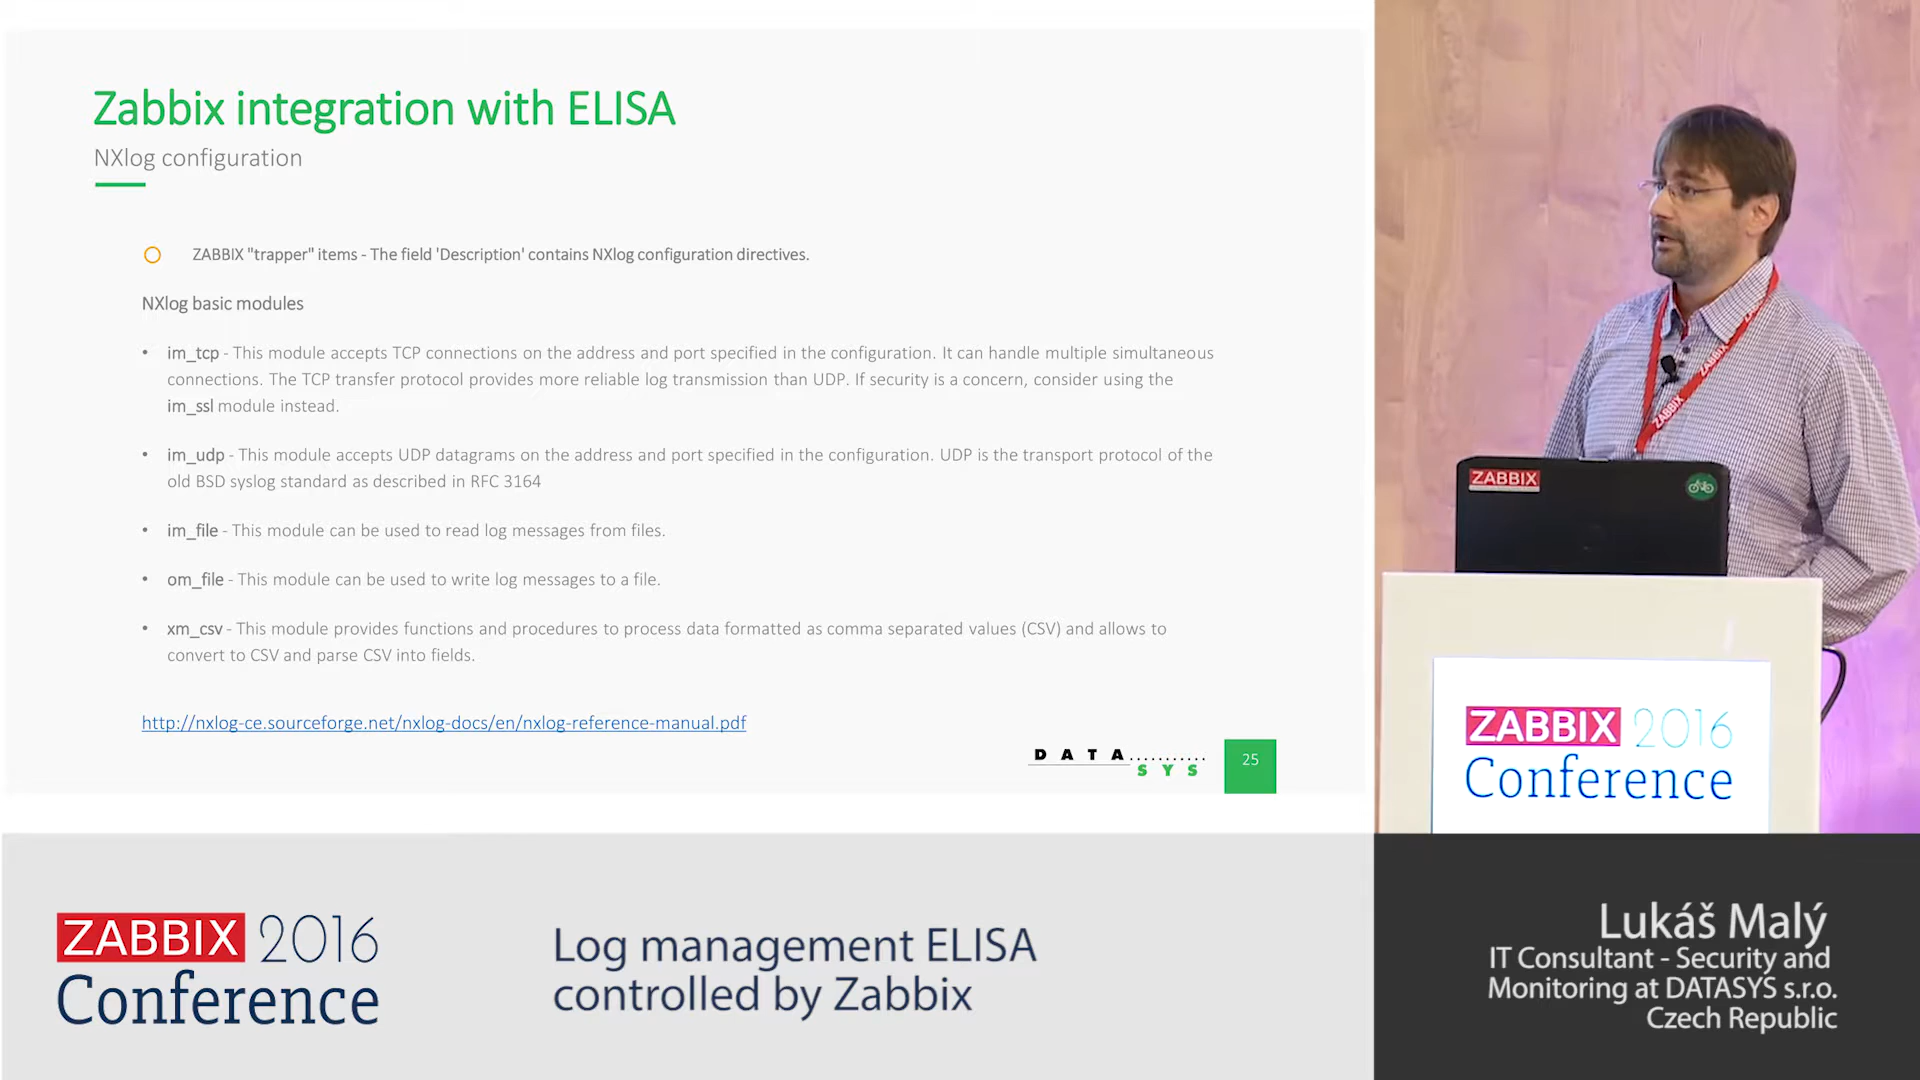 Zabbix integration with ELISA
NXlog configuration
ZABBIX "trapper" items - The field 'Description' contains NXlog configuration directives.
NXlog basic modules
• im_tcp - This module accepts TCP connections on the address and port specified in the configuration. It can handle multiple simultaneous
connections. The TCP transfer protocol provides more reliable log transmission than UDP. If security is a concern, consider using the
im_ssl module instead.
• im_udp - This module accepts UDP datagrams on the address and port specified in the configuration. UDP is the transport protocol of the
old BSD syslog standard as described in RFC 3164
• im_file - This module can be used to read log messages from files.
• om_file - This module can be used to write log messages to a file.
• xm_csv - This module provides functions and procedures to process data formatted as comma separated values (CSV) and allows to
convert to CSV and parse CSV into fields.
http://nxlog-ce.sourceforge.net/nxlog-docs/en/nxlog-reference-manual.pdf
DATA
SYS
25
ZABBIX
ZABBIX
ZABBIX
ZABBIX 2016
Conference
ZABBIX 2016
Conference
Log management ELISA
controlled by Zabbix
Lukáš Malý
IT Consultant - Security and
Monitoring at DATASYS s.r.o.
Czech Republic